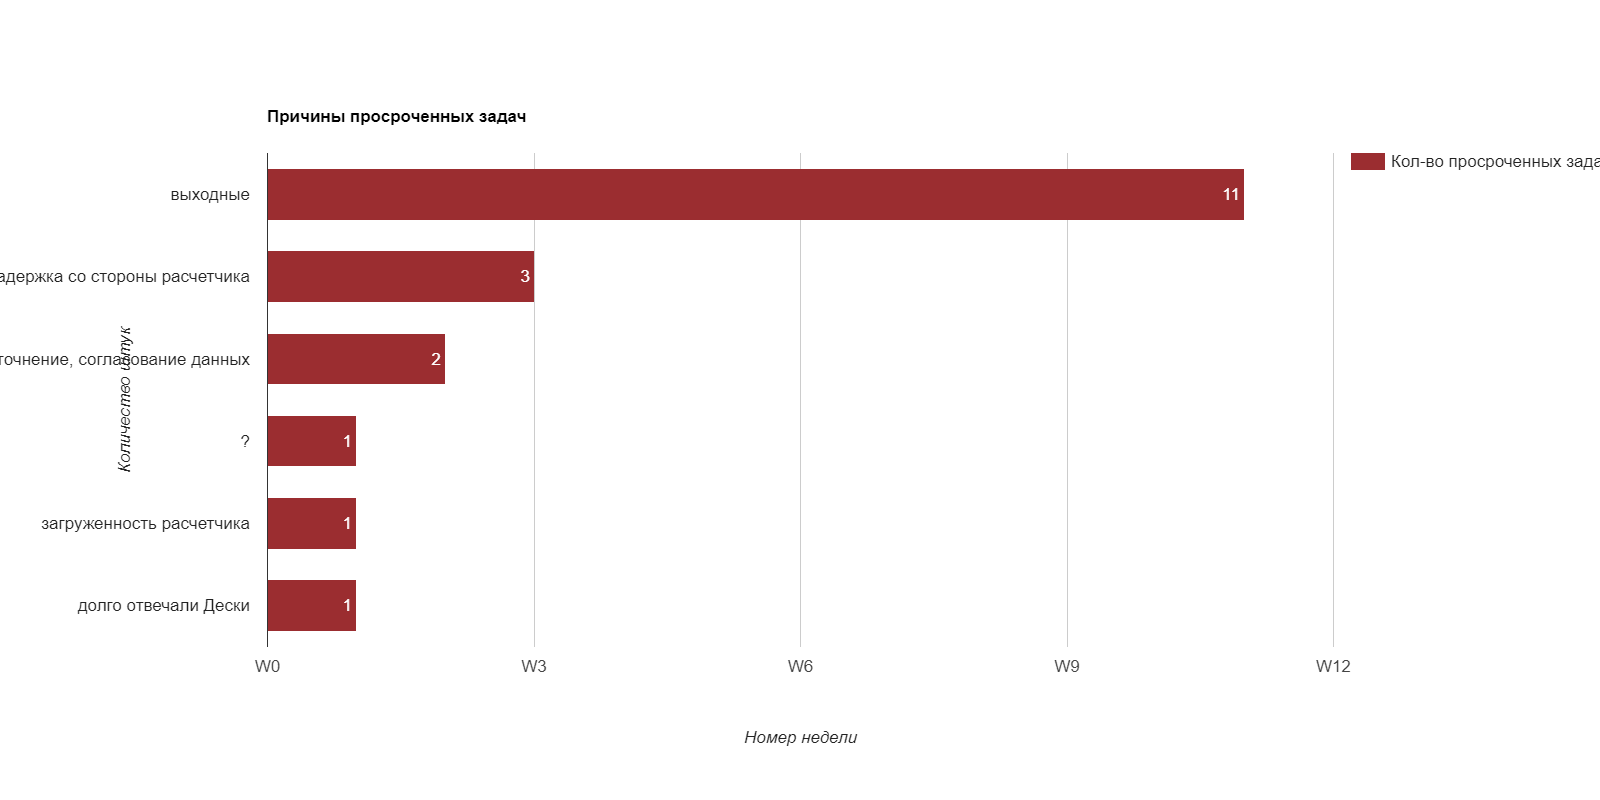 Причины просроченных задач
Кол-во просроченных зада
выходные
11
адержка со стороны расчетчика
3
точнение, согласование данных
2
Количество штук
?
1
загруженность расчетчика
1
долго отвечали Дески
1
W0
W3
W6
W9
W12
Номер недели